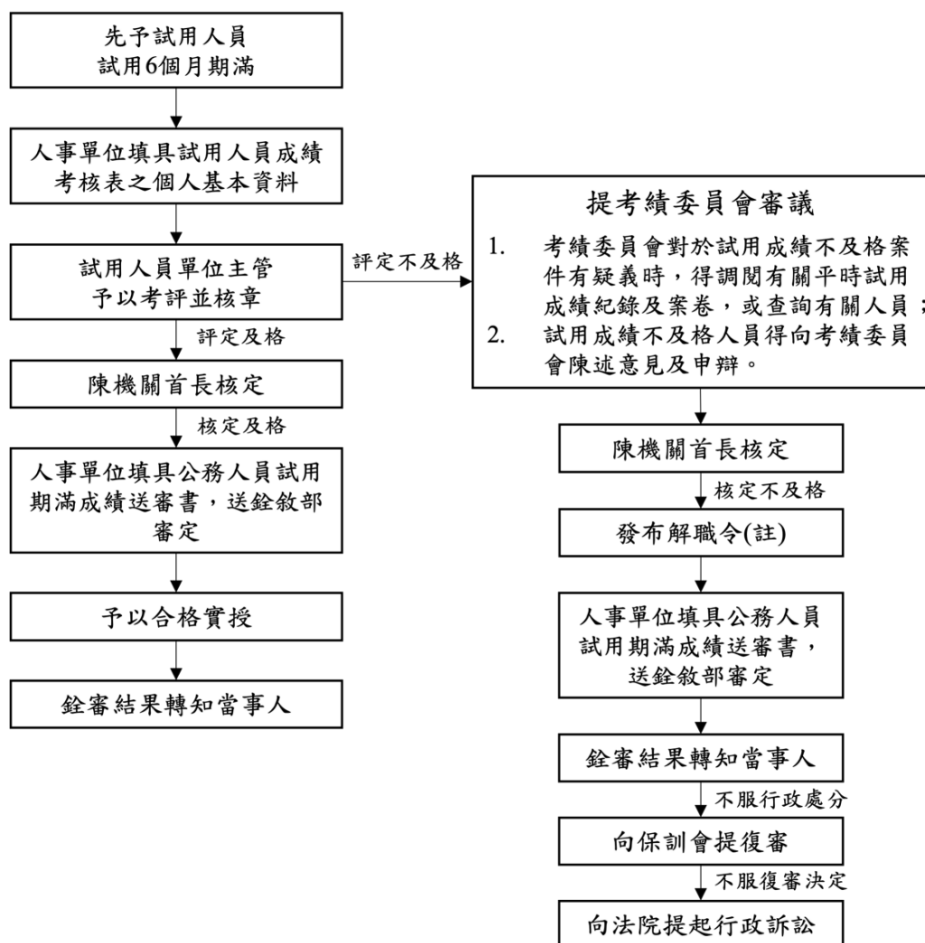 先予試用人員
試用6個月期滿
人事單位填具試用人員成績
考核表之個人基本資料
試用人員單位主管
予以考評並核章
評定及格
陳機關首長核定
核定及格
人事單位填具公務人員試用
期滿成績送審書，送銓敘部
審定
予以合格實授
銓審結果轉知當事人
評定不及格
提考績委員會審議
1. 考績委員會對於試用成績不及格案
件有疑義時，得調閱有關平時試用
成績紀錄及案卷，或查詢有關人員；
2. 試用成績不及格人員得向考績委員
會陳述意見及申辯。
陳機關首長核定
核定不及格
發布解職令(註)
人事單位填具公務人員
試用期滿成績送審書，
送銓敘部審定
銓審結果轉知當事人
不服行政處分
向保訓會提復審
不服復審決定
向法院提起行政訴訟